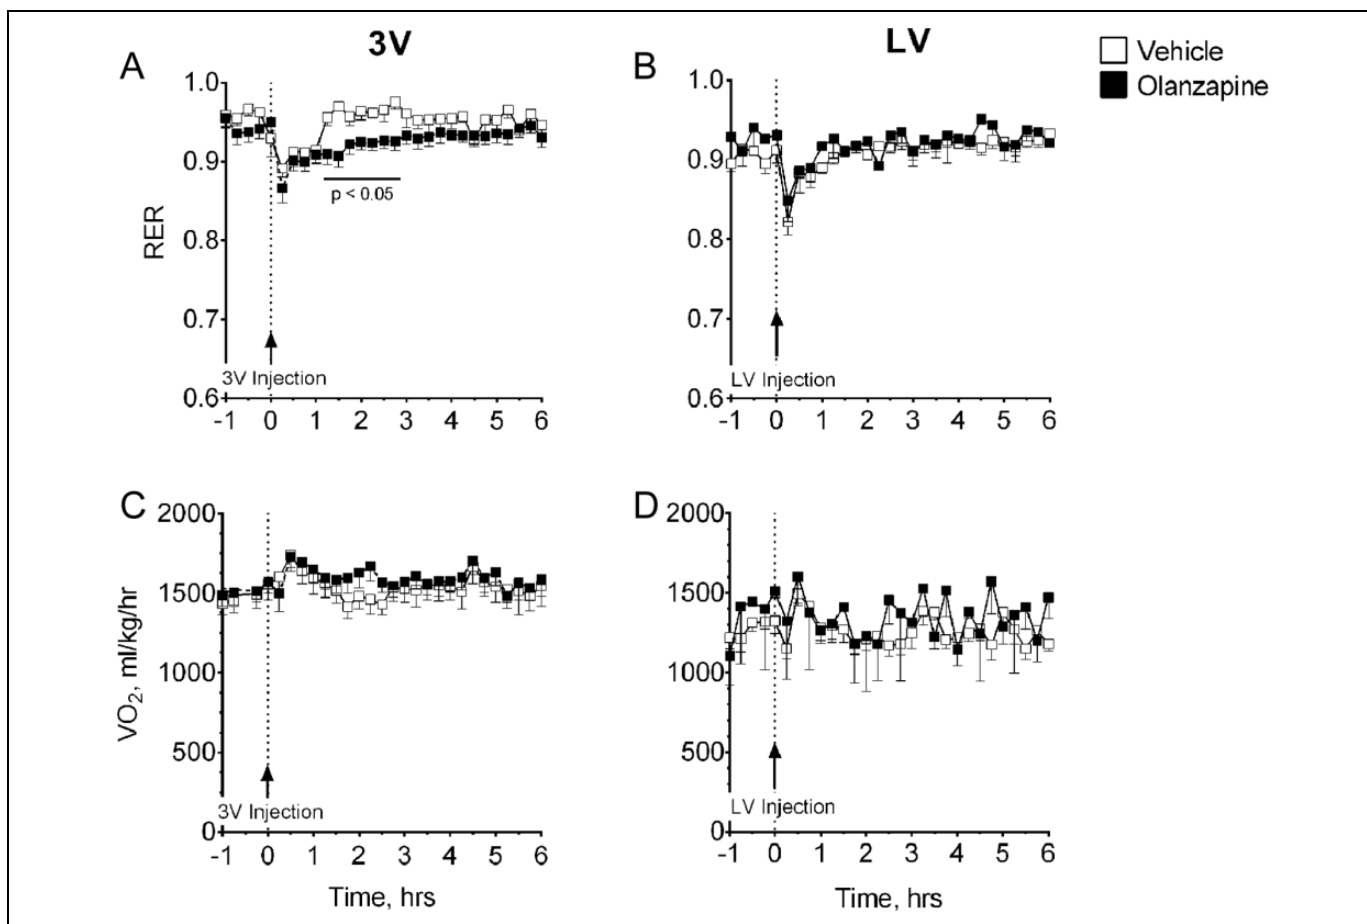 3V
LV
Vehicle
Olanzapine
A
1.0
0.9
0.8
0.7
0.6
RER
p < 0.05
3V Injection
-1 0 1 2 3 4 5 6
B
1.0
0.9
0.8
0.7
0.6
LV Injection
-1 0 1 2 3 4 5 6
C
2000
1500
1000
500
0
VO₂, ml/kg/hr
3V Injection
-1 0 1 2 3 4 5 6
Time, hrs
D
2000
1500
1000
500
0
LV Injection
-1 0 1 2 3 4 5 6
Time, hrs